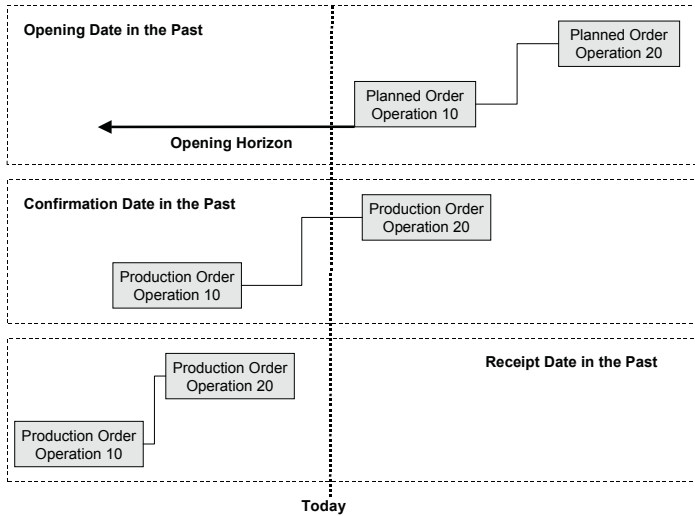 Opening Date in the Past
Planned Order
Operation 20
Planned Order
Operation 10
Opening Horizon
Confirmation Date in the Past
Production Order
Operation 20
Production Order
Operation 10
Production Order
Operation 20
Receipt Date in the Past
Production Order
Operation 10
Today